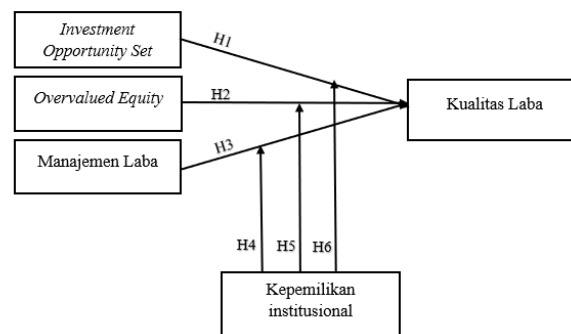 Investment
Opportunity Set
H1
Overvalued Equity
H2
Kualitas Laba
Manajemen Laba
H3
H4
H5
H6
Kepemilikan
institusional